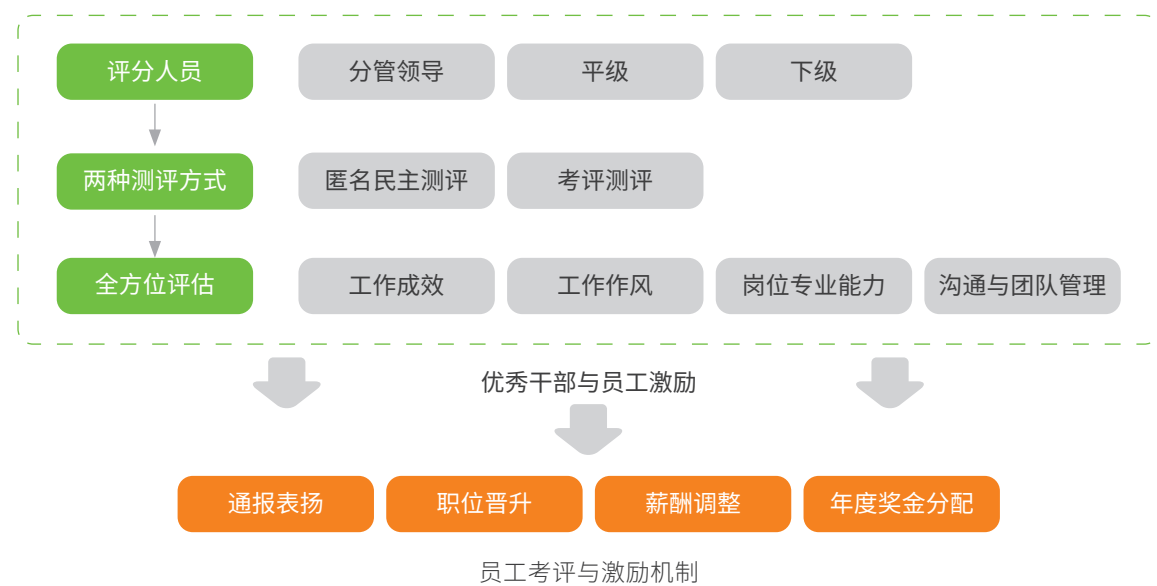 评分人员 分管领导 平级 下级
两种测评方式 匿名民主测评 考评测评
全方位评估 工作成效 工作作风 岗位专业能力 沟通与团队管理
优秀干部与员工激励
通报表扬 职位晋升 薪酬调整 年度奖金分配
员工考评与激励机制